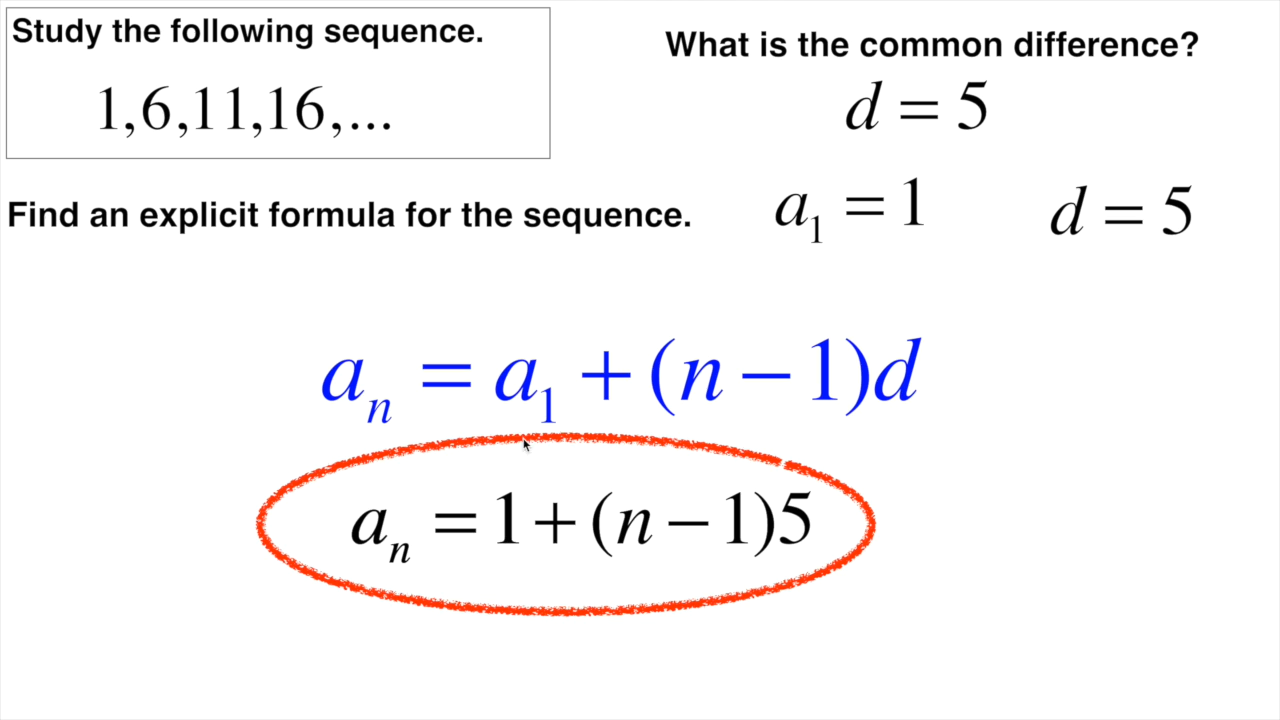 Study the following sequence.
1,6,11,16,...
What is the common difference?
d = 5
Find an explicit formula for the sequence.
a₁ = 1
d = 5
aₙ = a₁ + (n − 1)d
aₙ = 1 + (n − 1)5